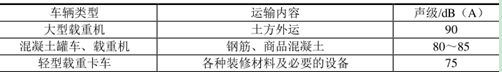 车辆类型 运输内容 声级/dB（A）
大型载重机 土方外运 90
混凝土罐车、载重机 钢筋、商品混凝土 80～85
轻型载重卡车 各种装修材料及必要的设备 75